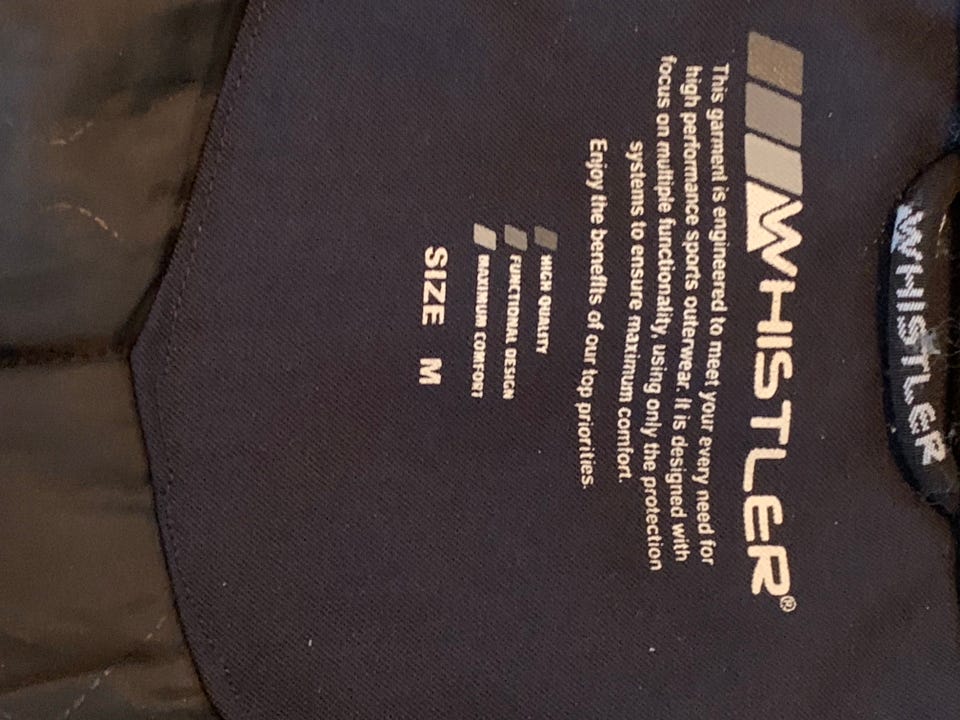 WHISTLER
WHISTLER®
This garment is engineered to meet your every need for
high performance sports outerwear. It is designed with
focus on multiple functionality, using only the protection
systems to ensure maximum comfort.
Enjoy the benefits of our top priorities.
HIGH QUALITY
FUNCTIONAL DESIGN
MAXIMUM COMFORT
SIZE M